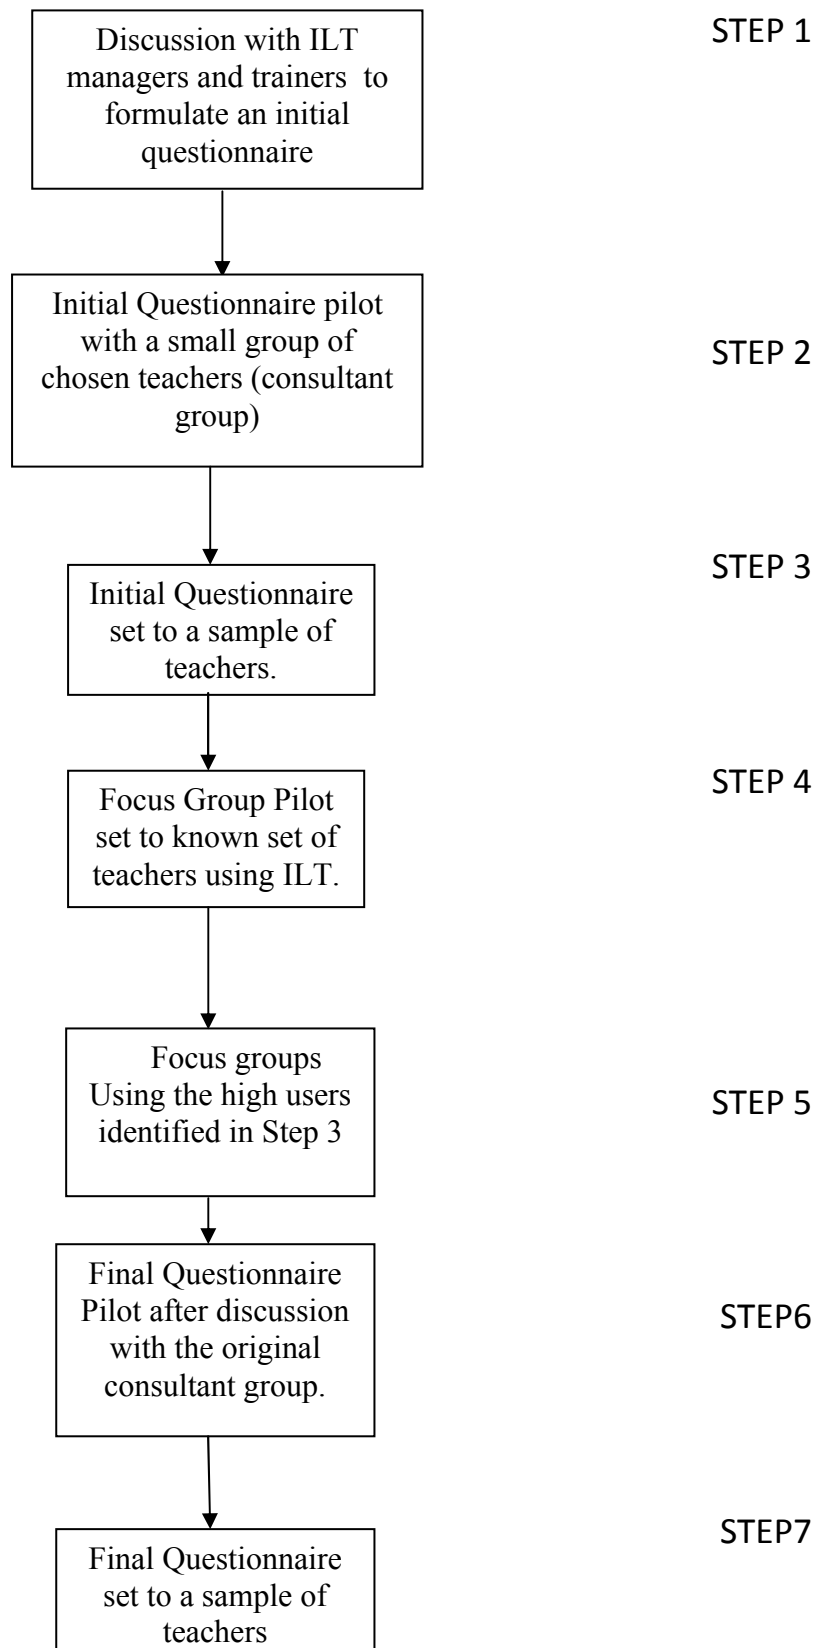 STEP 1
Discussion with ILT
managers and trainers  to
formulate an initial
questionnaire
Initial Questionnaire pilot
with a small group of
chosen teachers (consultant
group)
STEP 2
Initial Questionnaire
set to a sample of
teachers.
STEP 3
Focus Group Pilot
set to known set of
teachers using ILT.
STEP 4
Focus groups
Using the high users
identified in Step 3
STEP 5
Final Questionnaire
Pilot after discussion
with the original
consultant group.
STEP6
Final Questionnaire
set to a sample of
teachers
STEP7